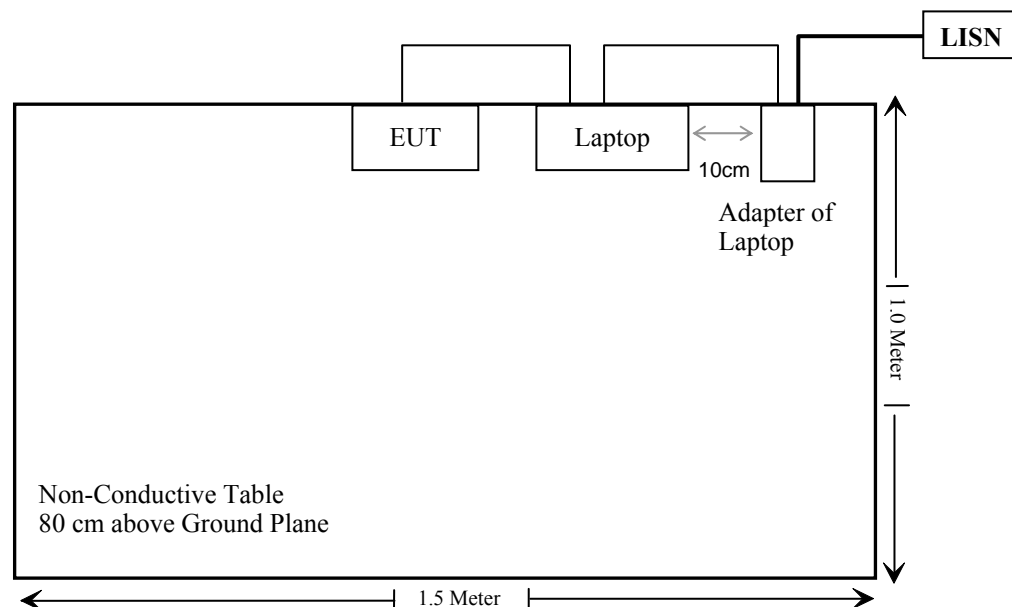 LISN
EUT
Laptop
10cm
Adapter of
Laptop
1.0 Meter
Non-Conductive Table
80 cm above Ground Plane
1.5 Meter